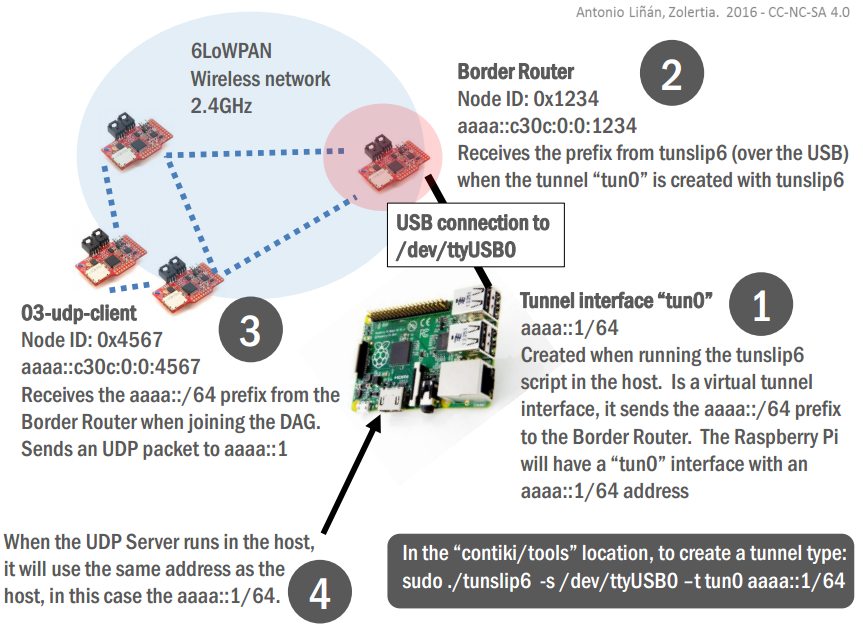 Antonio Liñán, Zolertia.  2016 - CC-NC-SA 4.0
6LoWPAN
Wireless network
2.4GHz
2
Border Router
Node ID: 0x1234
aaaa::c30c:0:0:1234
Receives the prefix from tunslip6 (over the USB)
when the tunnel “tun0” is created with tunslip6
USB connection to
/dev/ttyUSB0
1
Tunnel interface “tun0”
aaaa::1/64
Created when running the tunslip6
script in the host.  Is a virtual tunnel
interface, it sends the aaaa::/64 prefix
to the Border Router.  The Raspberry Pi
will have a “tun0” interface with an
aaaa::1/64 address
3
03-udp-client
Node ID: 0x4567
aaaa::c30c:0:0:4567
Receives the aaaa::/64 prefix from the
Border Router when joining the DAG.
Sends an UDP packet to aaaa::1
When the UDP Server runs in the host,
it will use the same address as the
host, in this case the aaaa::1/64.
4
In the “contiki/tools” location, to create a tunnel type:
sudo ./tunslip6  -s /dev/ttyUSB0 –t tun0 aaaa::1/64